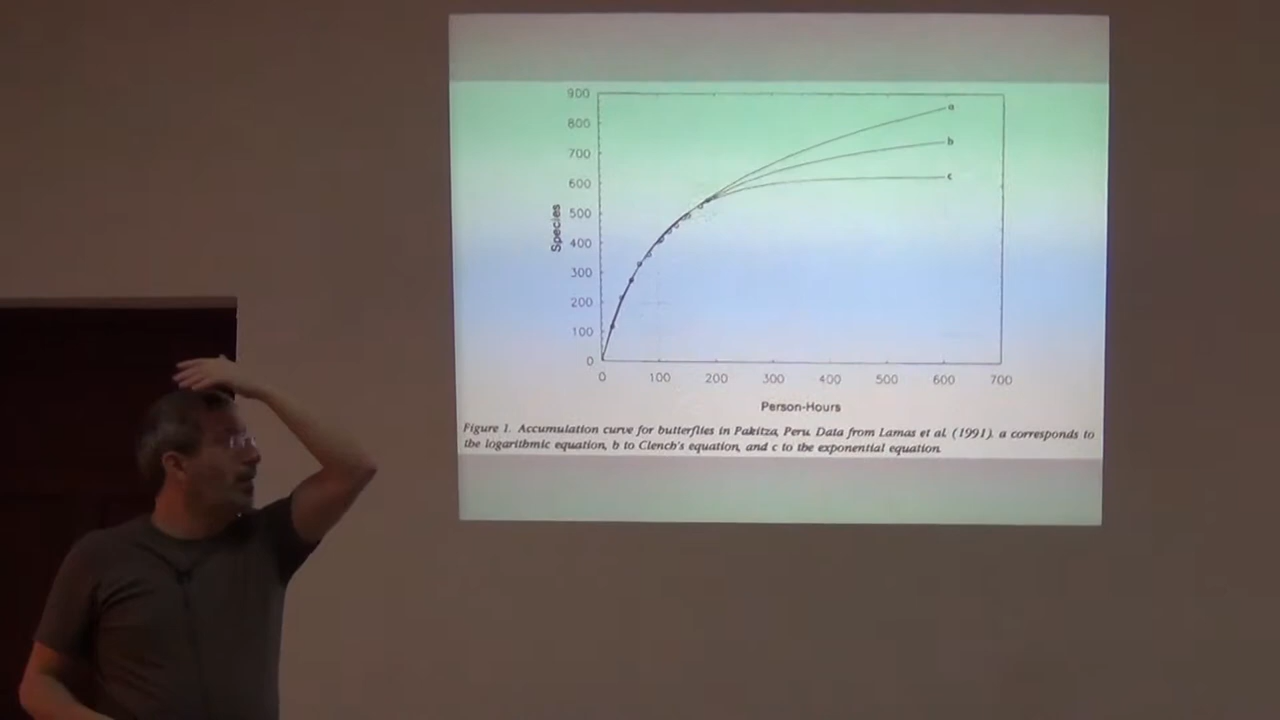 900
a
800
b
700
c
600
500
400
300
200
100
0
Species
0 100 200 300 400 500 600 700
Person-Hours
Figure 1. Accumulation curve for butterflies in Pakitza, Peru. Data from Lamas et al. (1991). a corresponds to
the logarithmic equation, b to Clench's equation, and c to the exponential equation.